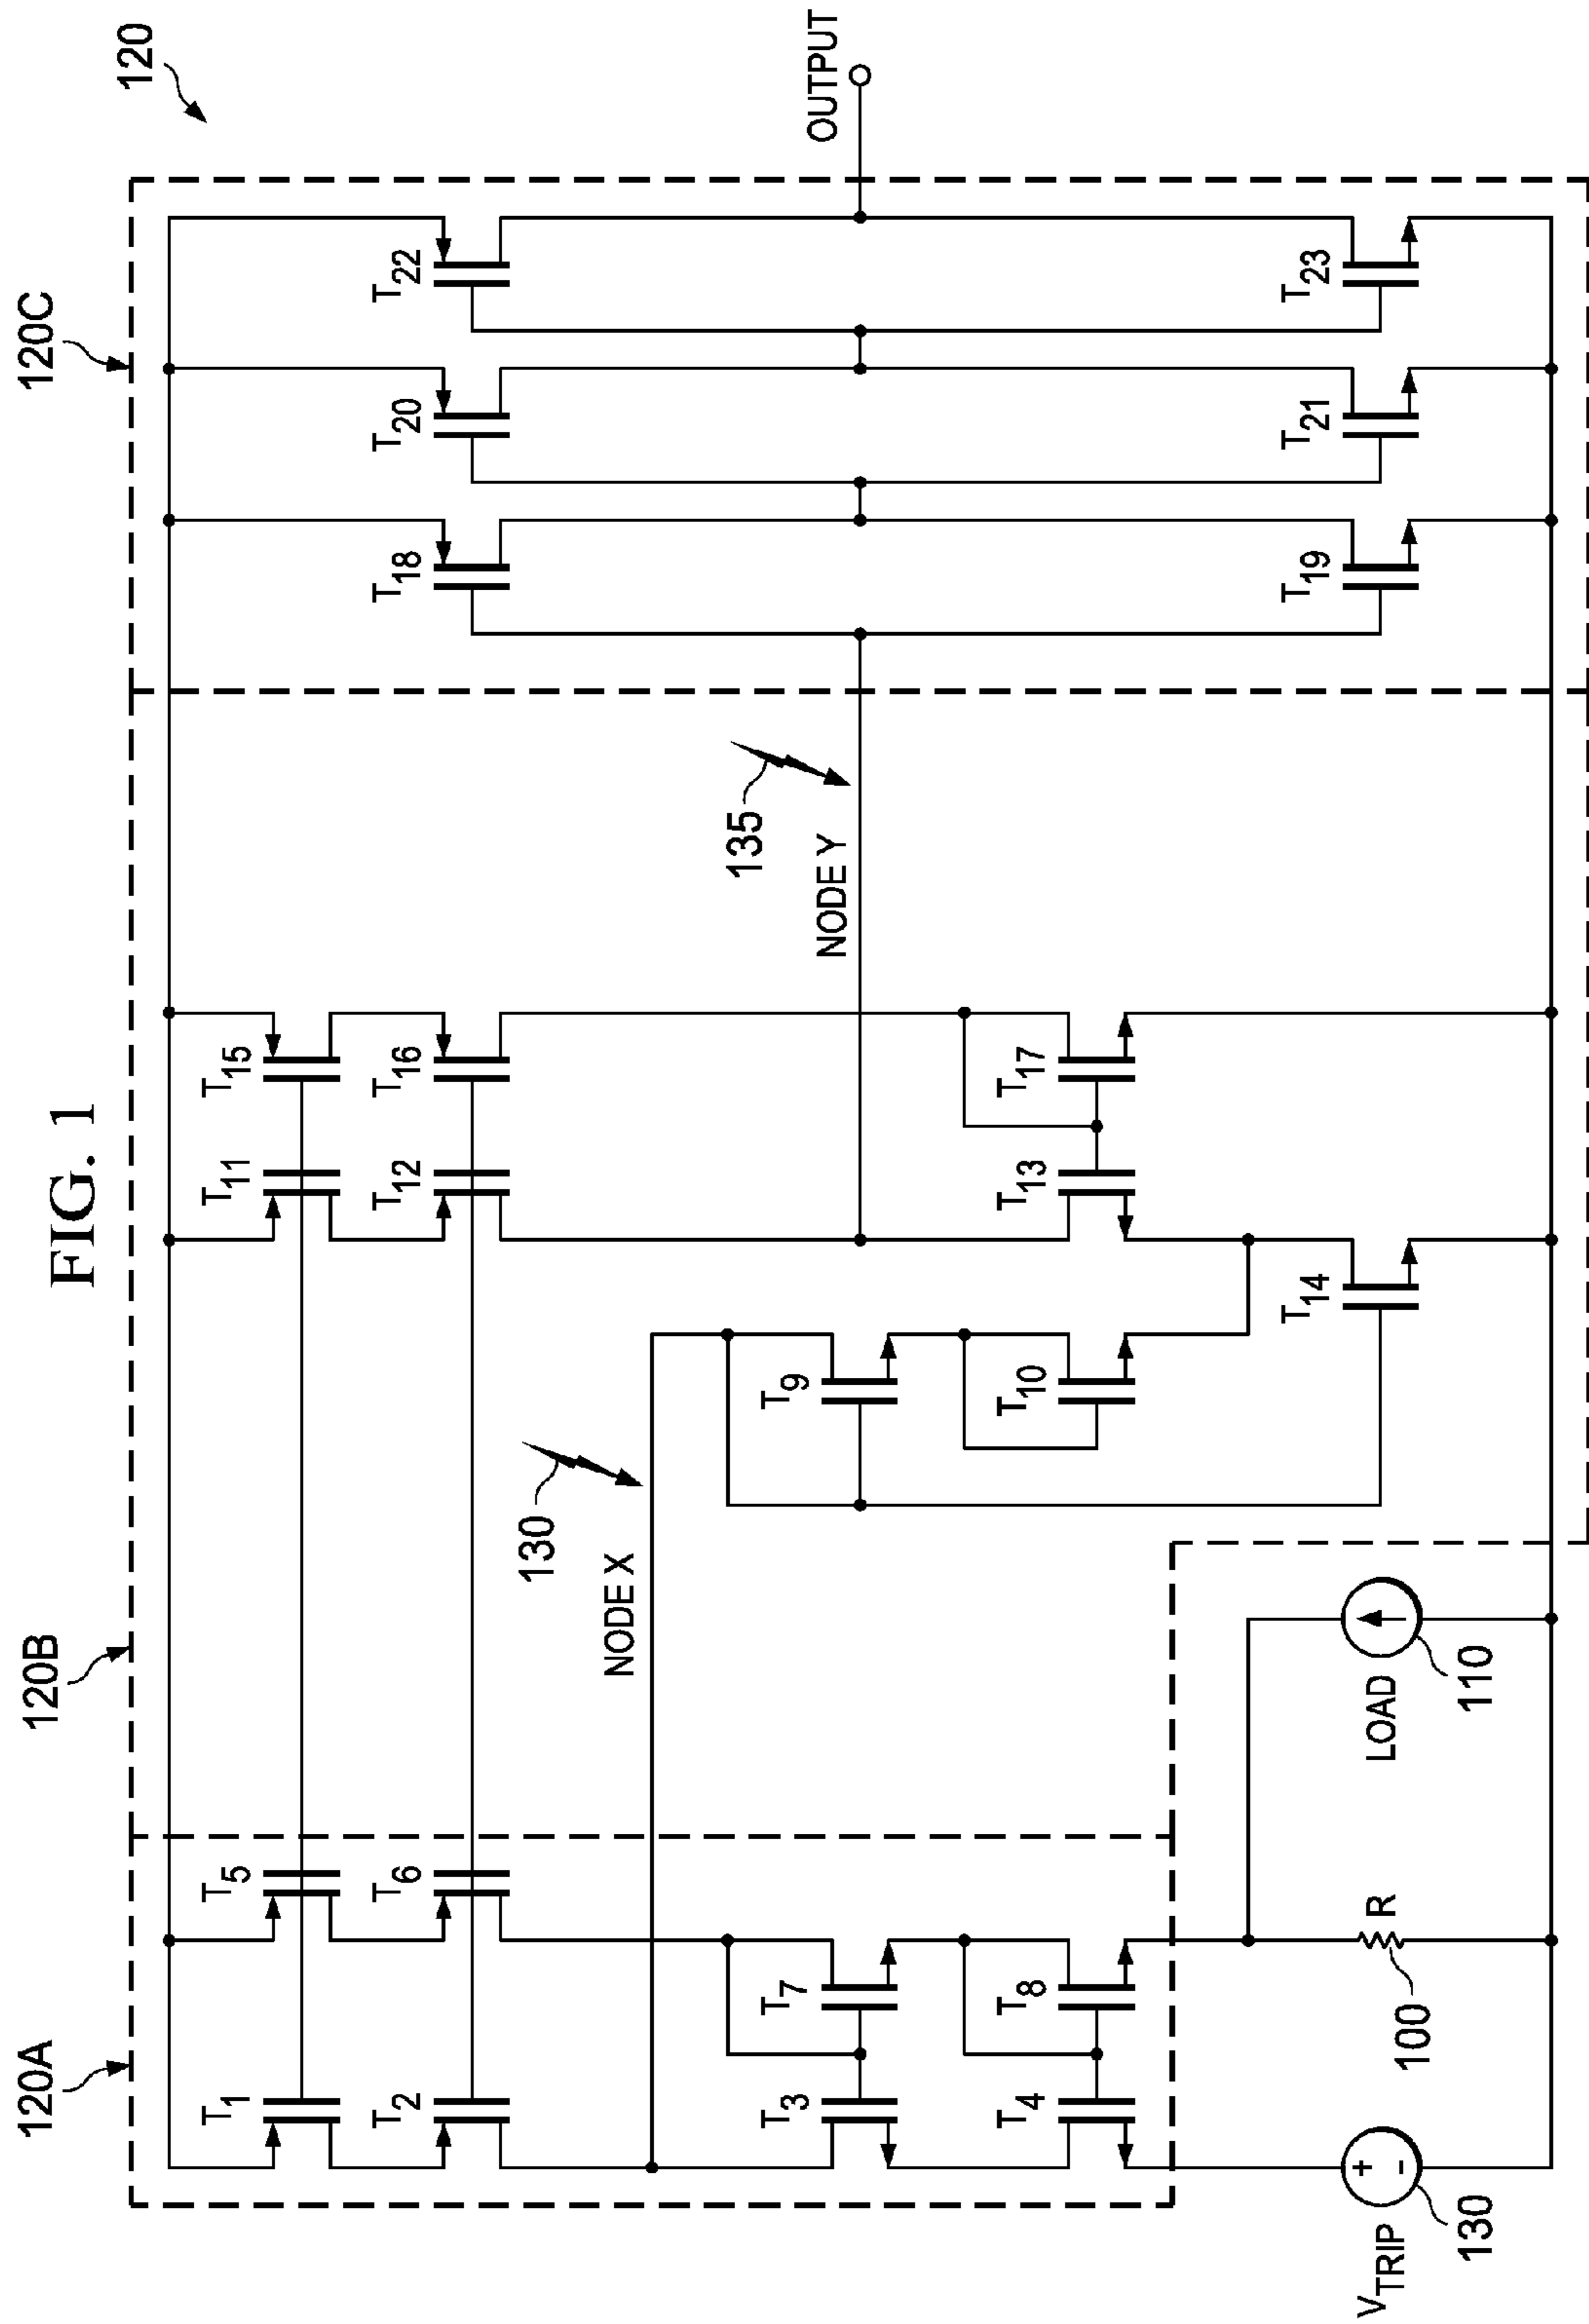 FIG. 1
120
120A
120B
120C
T1
T5
T11
T15
T2
T6
T12
T16
T18
T20
T22
NODE X
130
NODE Y
135
OUTPUT
T3
T7
T9
T4
T8
T10
T13
T17
T14
T19
T21
T23
VTRIP
130
100
R
LOAD
110
+
-